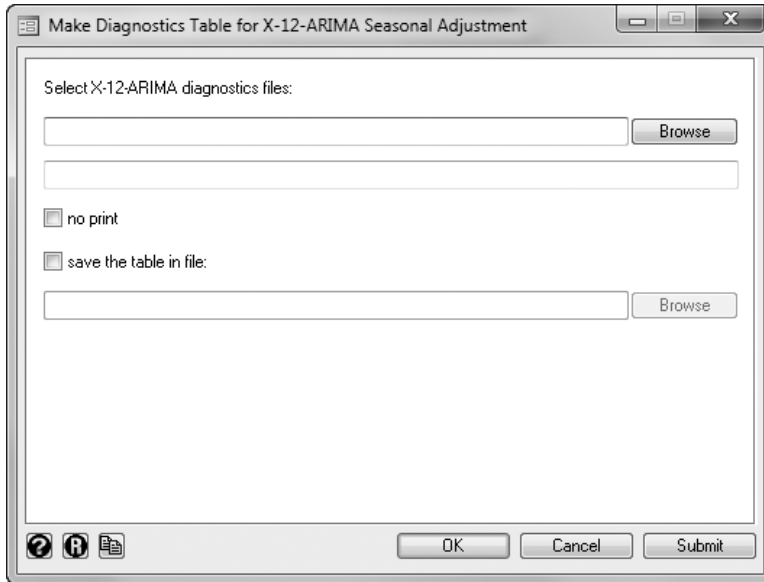 Make Diagnostics Table for X-12-ARIMA Seasonal Adjustment
Select X-12-ARIMA diagnostics files:
Browse
no print
save the table in file:
Browse
? R OK Cancel Submit